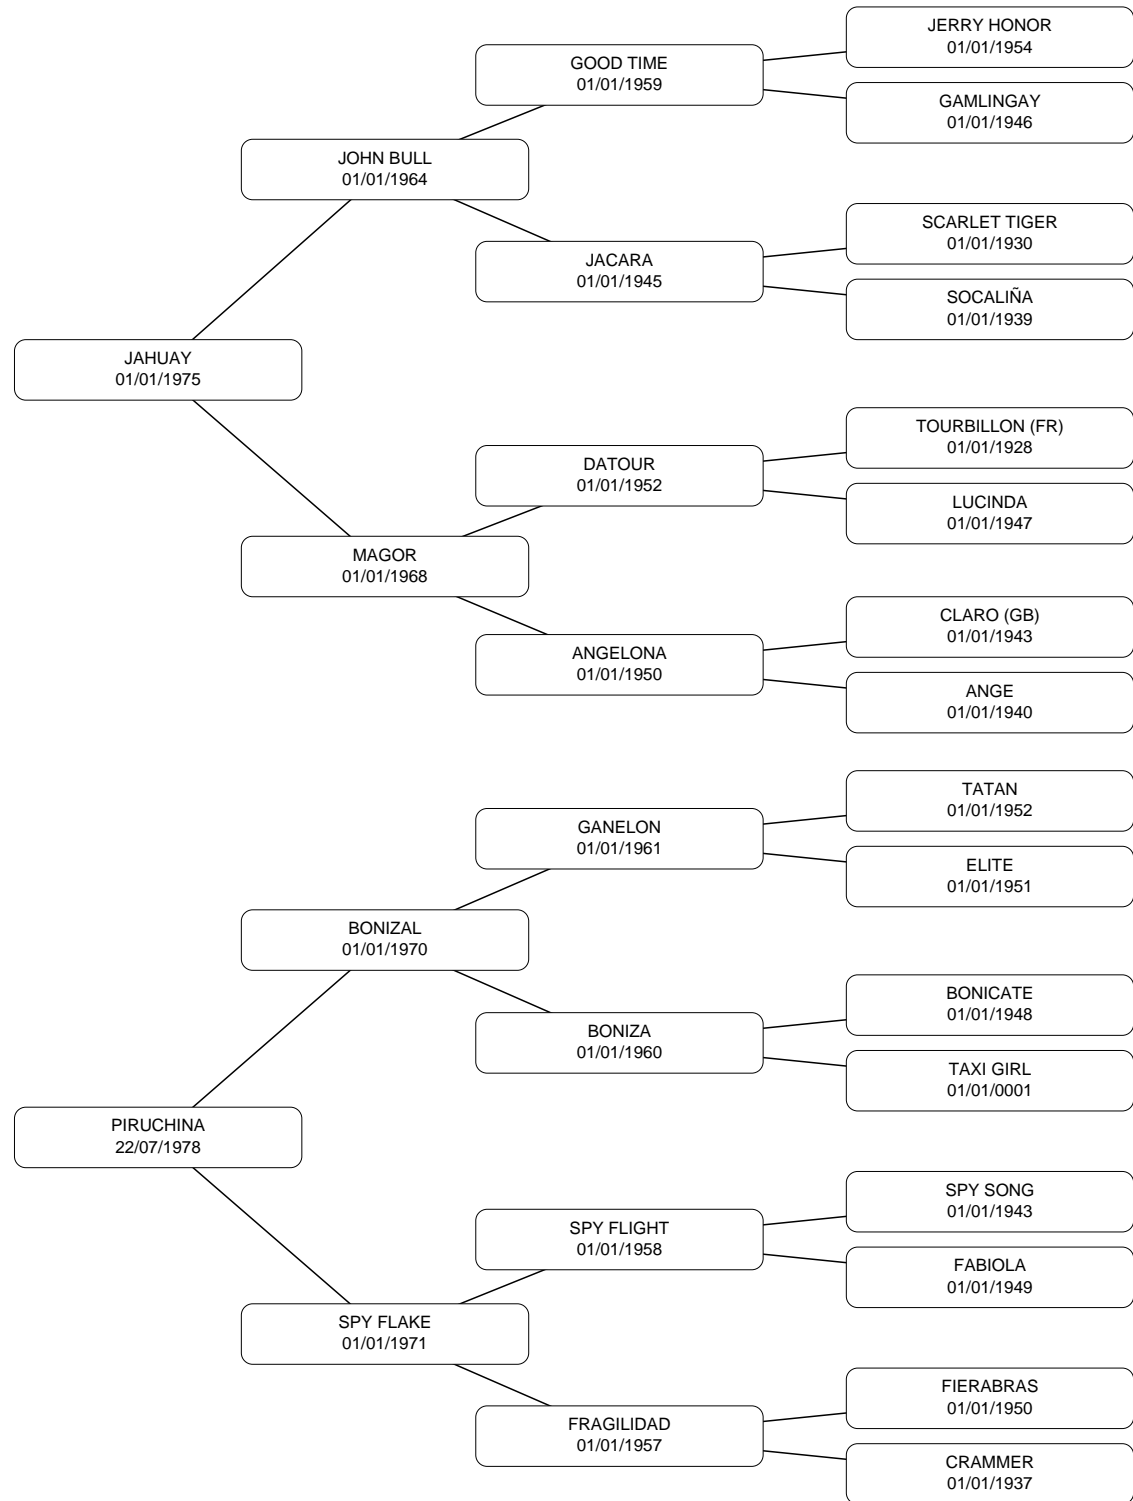 JERRY HONOR
01/01/1954
GOOD TIME
01/01/1959
GAMLINGAY
01/01/1946
JOHN BULL
01/01/1964
SCARLET TIGER
01/01/1930
JACARA
01/01/1945
SOCALIÑA
01/01/1939
JAHUAY
01/01/1975
TOURBILLON (FR)
01/01/1928
DATOUR
01/01/1952
LUCINDA
01/01/1947
MAGOR
01/01/1968
CLARO (GB)
01/01/1943
ANGELONA
01/01/1950
ANGE
01/01/1940
TATAN
01/01/1952
GANELON
01/01/1961
ELITE
01/01/1951
BONIZAL
01/01/1970
BONICATE
01/01/1948
BONIZA
01/01/1960
TAXI GIRL
01/01/0001
PIRUCHINA
22/07/1978
SPY SONG
01/01/1943
SPY FLIGHT
01/01/1958
FABIOLA
01/01/1949
SPY FLAKE
01/01/1971
FIERABRAS
01/01/1950
FRAGILIDAD
01/01/1957
CRAMMER
01/01/1937